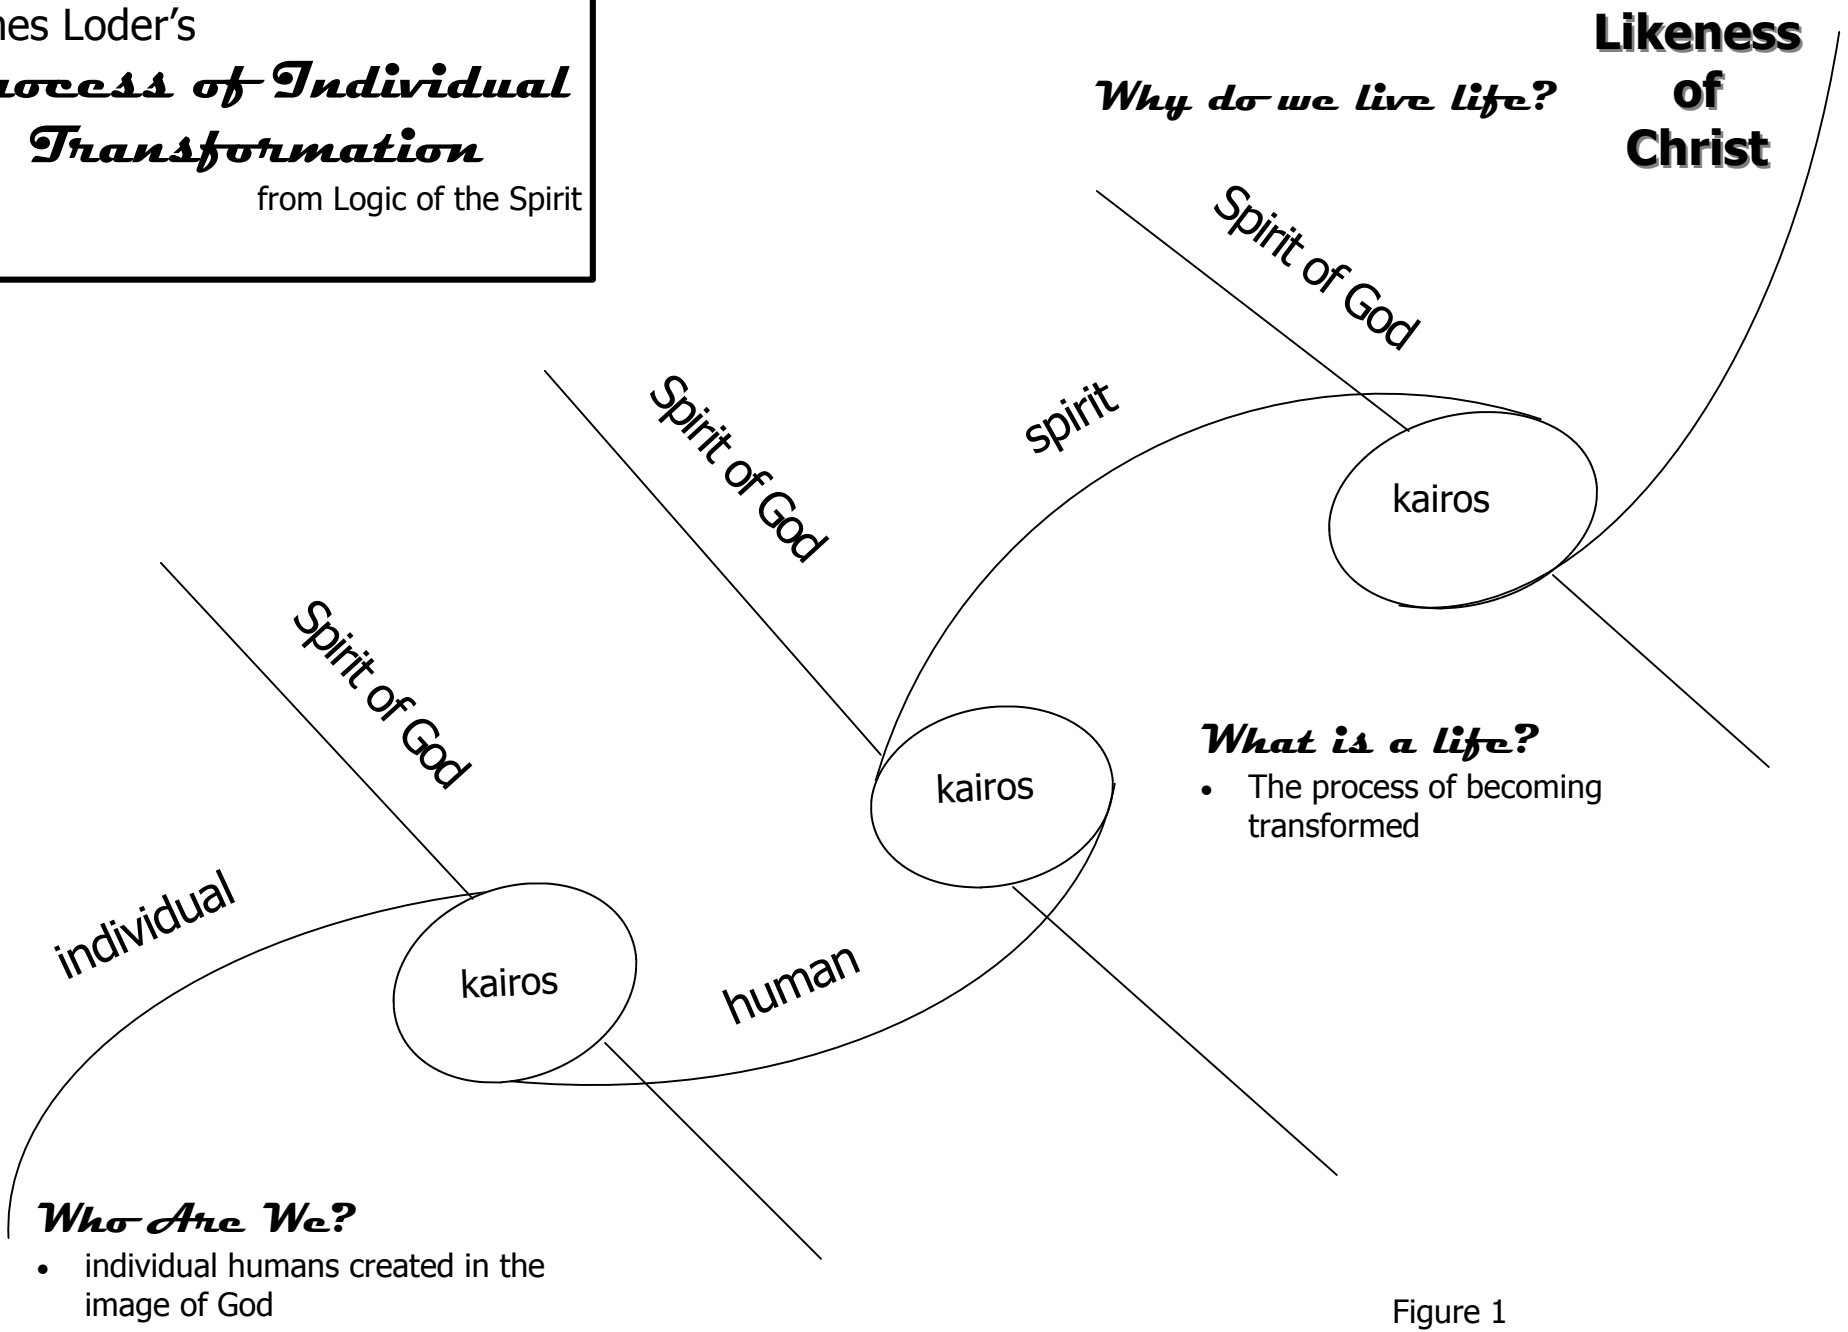 nes Loder’s
ocess of Individual
Transformation
from Logic of the Spirit
Likeness
of
Christ
Why do we live life?
Spirit of God
spirit
kairos
Spirit of God
Spirit of God
What is a life?
• The process of becoming
transformed
kairos
individual
kairos
human
Who Are We?
• individual humans created in the
image of God
Figure 1